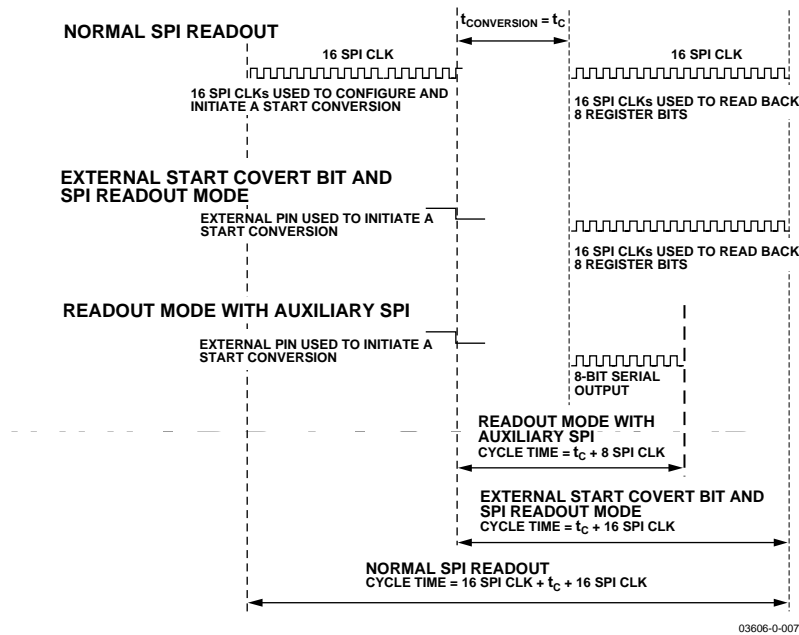 NORMAL SPI READOUT
tCONVERSION = tC
16 SPI CLK
16 SPI CLK
16 SPI CLKs USED TO CONFIGURE AND
INITIATE A START CONVERSION
16 SPI CLKs USED TO READ BACK
8 REGISTER BITS
EXTERNAL START COVERT BIT AND
SPI READOUT MODE
EXTERNAL PIN USED TO INITIATE A
START CONVERSION
16 SPI CLKs USED TO READ BACK
8 REGISTER BITS
READOUT MODE WITH AUXILIARY SPI
EXTERNAL PIN USED TO INITIATE A
START CONVERSION
8-BIT SERIAL
OUTPUT
READOUT MODE WITH
AUXILIARY SPI
CYCLE TIME = tC + 8 SPI CLK
EXTERNAL START COVERT BIT AND
SPI READOUT MODE
CYCLE TIME = tC + 16 SPI CLK
NORMAL SPI READOUT
CYCLE TIME = 16 SPI CLK + tC + 16 SPI CLK
03606-0-007